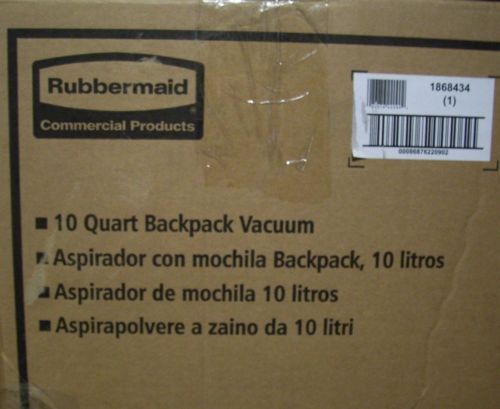 Rubbermaid
Commercial Products
1868434
(1)
00086876220902
10 Quart Backpack Vacuum
Aspirador con mochila Backpack, 10 litros
Aspirador de mochila 10 litros
Aspirapolvere a zaino da 10 litri